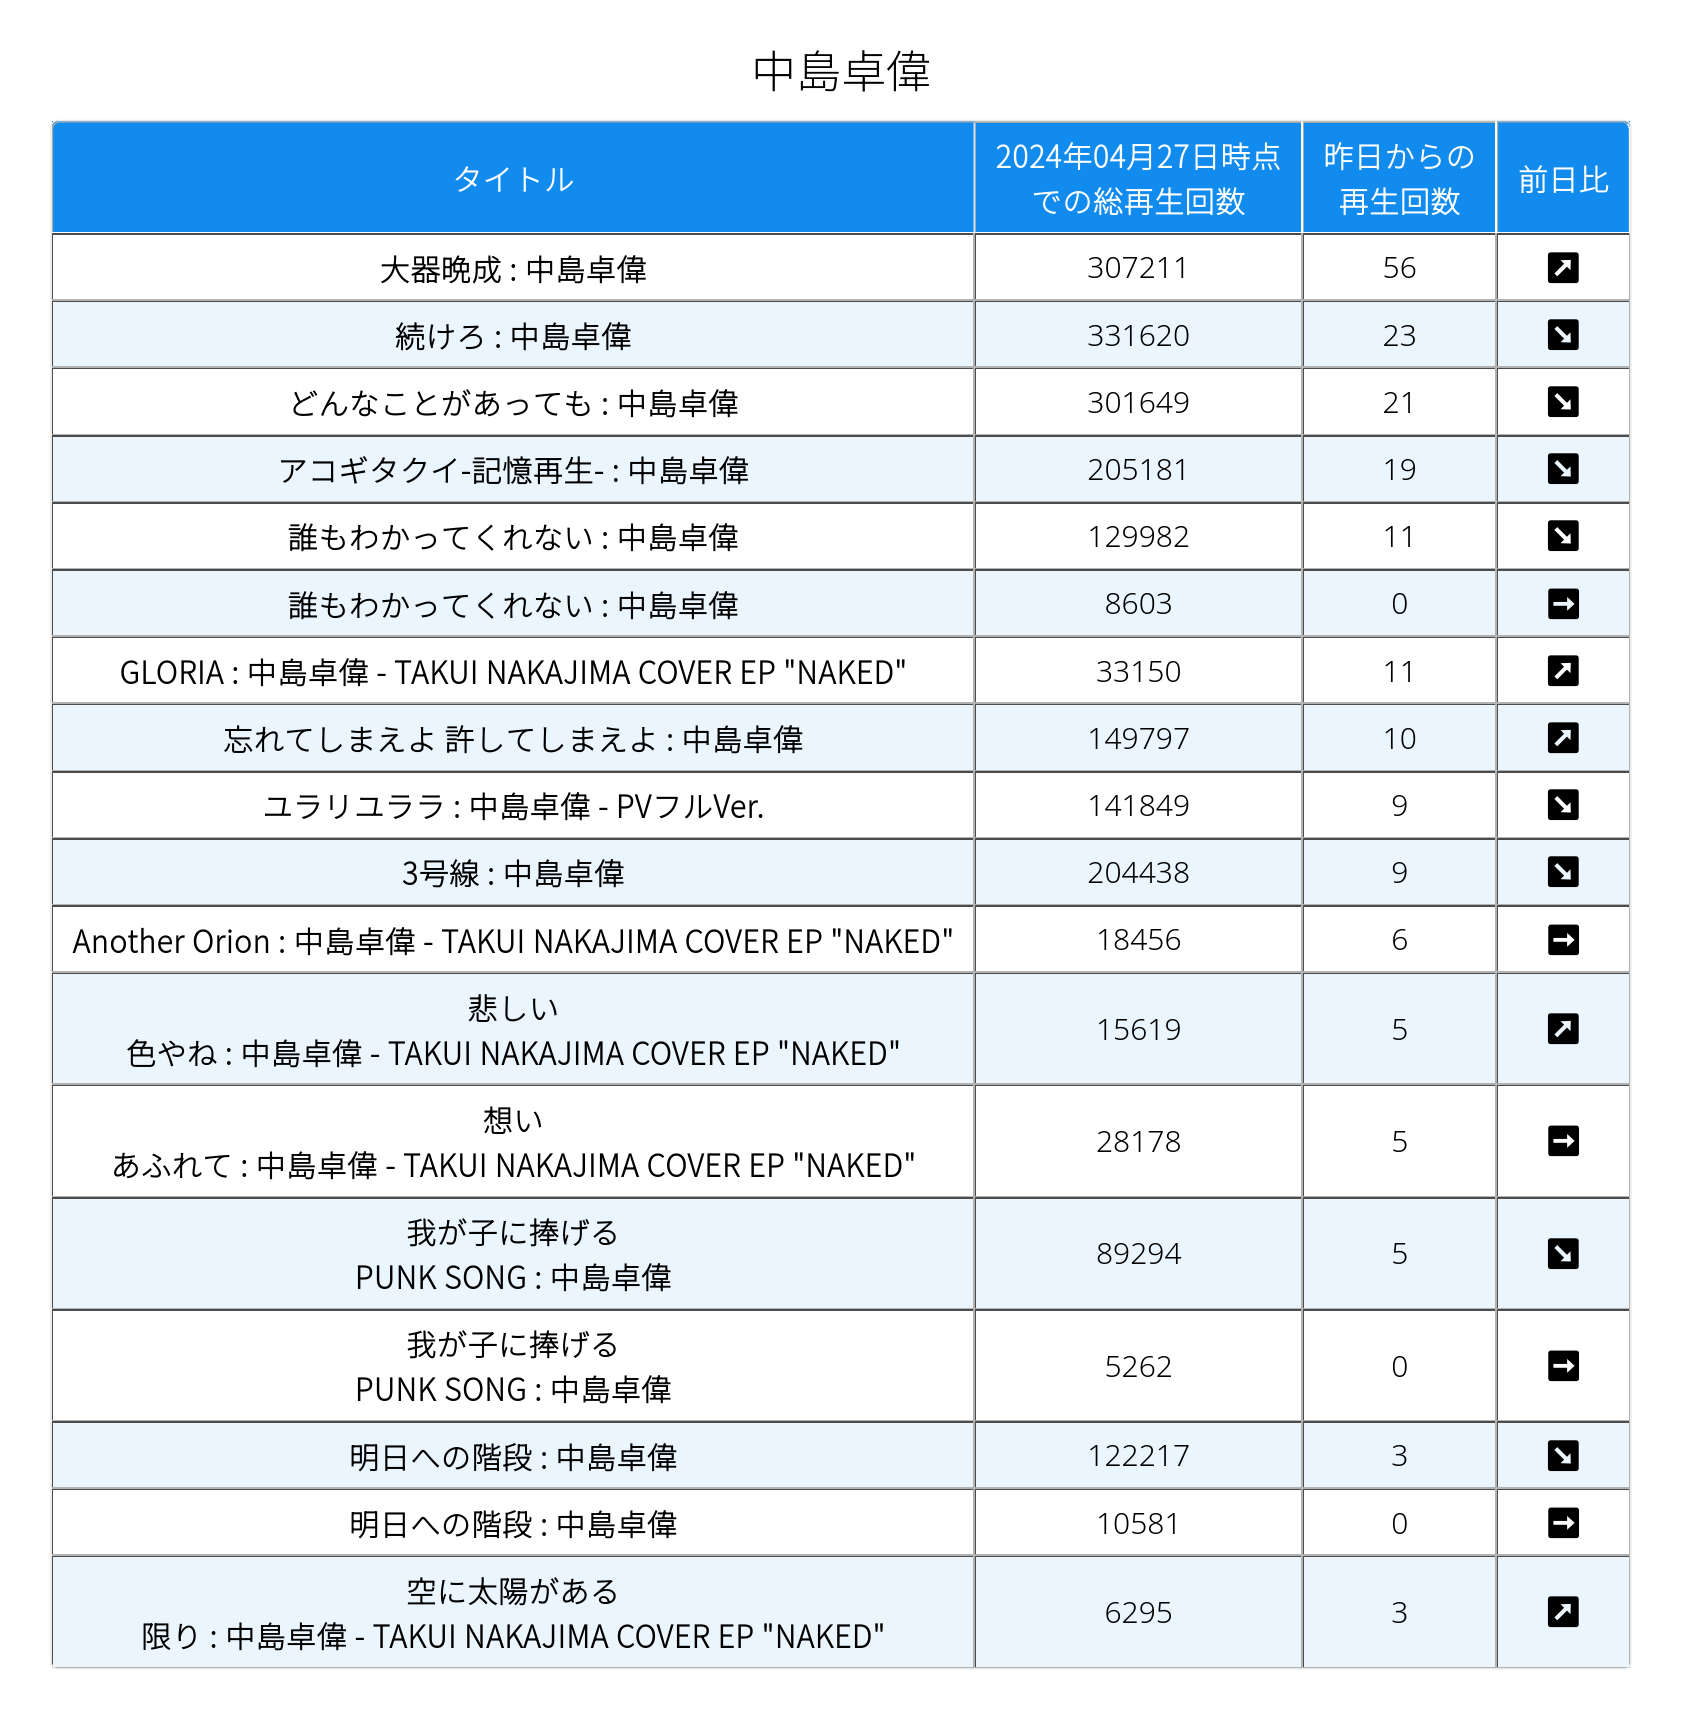 中島卓偉
タイトル
2024年04月27日時点
での総再生回数
昨日からの
再生回数
前日比
大器晩成 : 中島卓偉 307211 56 ↗
続けろ : 中島卓偉 331620 23 ↘
どんなことがあっても : 中島卓偉 301649 21 ↘
アコギタクイ-記憶再生- : 中島卓偉 205181 19 ↘
誰もわかってくれない : 中島卓偉 129982 11 ↘
誰もわかってくれない : 中島卓偉 8603 0 →
GLORIA : 中島卓偉 - TAKUI NAKAJIMA COVER EP "NAKED" 33150 11 ↗
忘れてしまえよ 許してしまえよ : 中島卓偉 149797 10 ↗
ユラリユララ : 中島卓偉 - PVフルVer. 141849 9 ↘
3号線 : 中島卓偉 204438 9 ↘
Another Orion : 中島卓偉 - TAKUI NAKAJIMA COVER EP "NAKED" 18456 6 →
悲しい
色やね : 中島卓偉 - TAKUI NAKAJIMA COVER EP "NAKED" 15619 5 ↗
想い
あふれて : 中島卓偉 - TAKUI NAKAJIMA COVER EP "NAKED" 28178 5 →
我が子に捧げる
PUNK SONG : 中島卓偉 89294 5 ↘
我が子に捧げる
PUNK SONG : 中島卓偉 5262 0 →
明日への階段 : 中島卓偉 122217 3 ↘
明日への階段 : 中島卓偉 10581 0 →
空に太陽がある
限り : 中島卓偉 - TAKUI NAKAJIMA COVER EP "NAKED" 6295 3 ↗